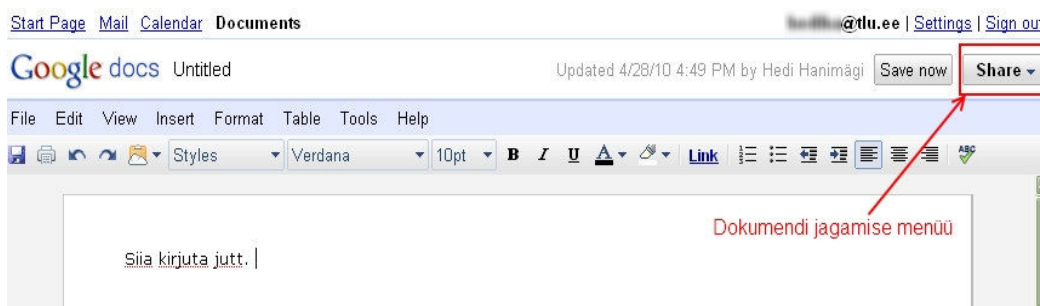 Start Page Mail Calendar Documents @tlu.ee | Settings | Sign out
Google docs Untitled Updated 4/28/10 4:49 PM by Hedi Hanimägi Save now Share
File Edit View Insert Format Table Tools Help
Styles Verdana 10pt B I U A Link ABC
Dokumendi jagamise menüü
Siia kirjuta jutt.